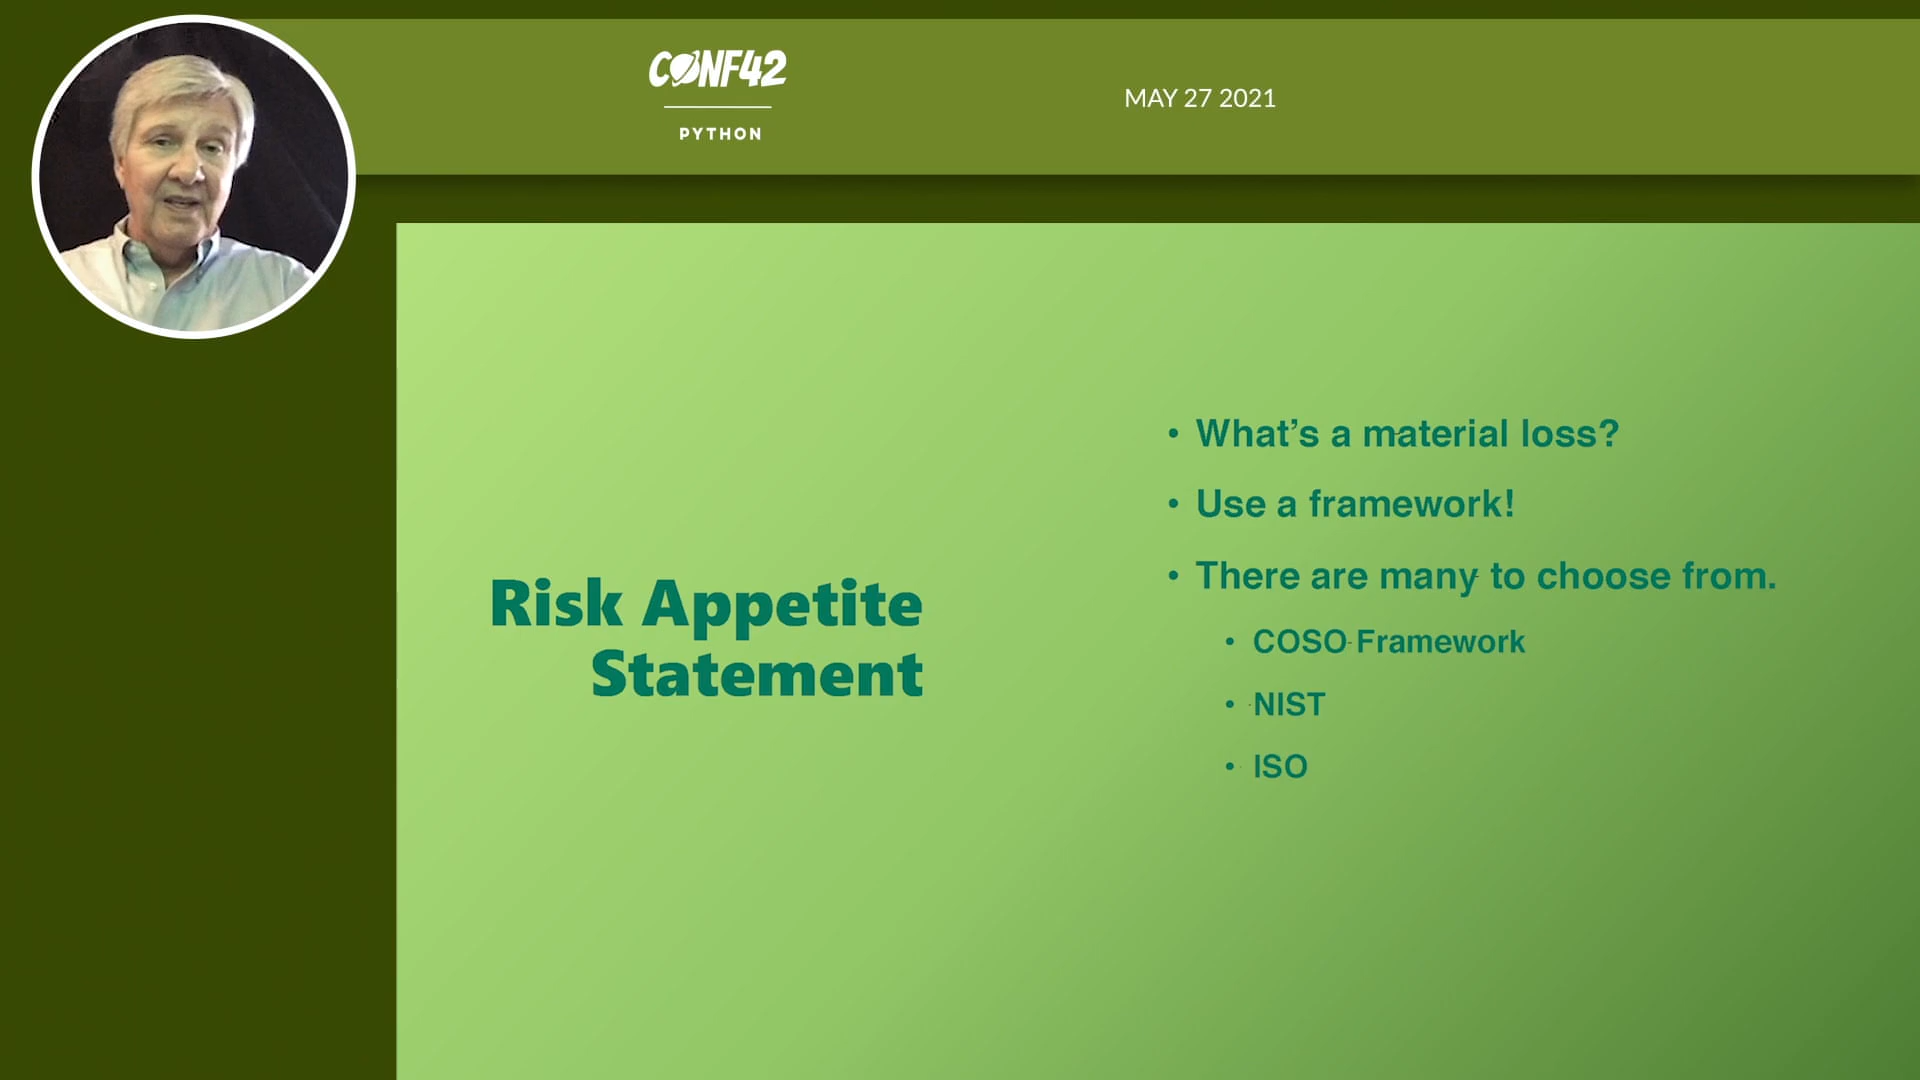 CONF42
PYTHON
MAY 27 2021
Risk Appetite
Statement
• What's a material loss?
• Use a framework!
• There are many to choose from.
• COSO Framework
• NIST
• ISO